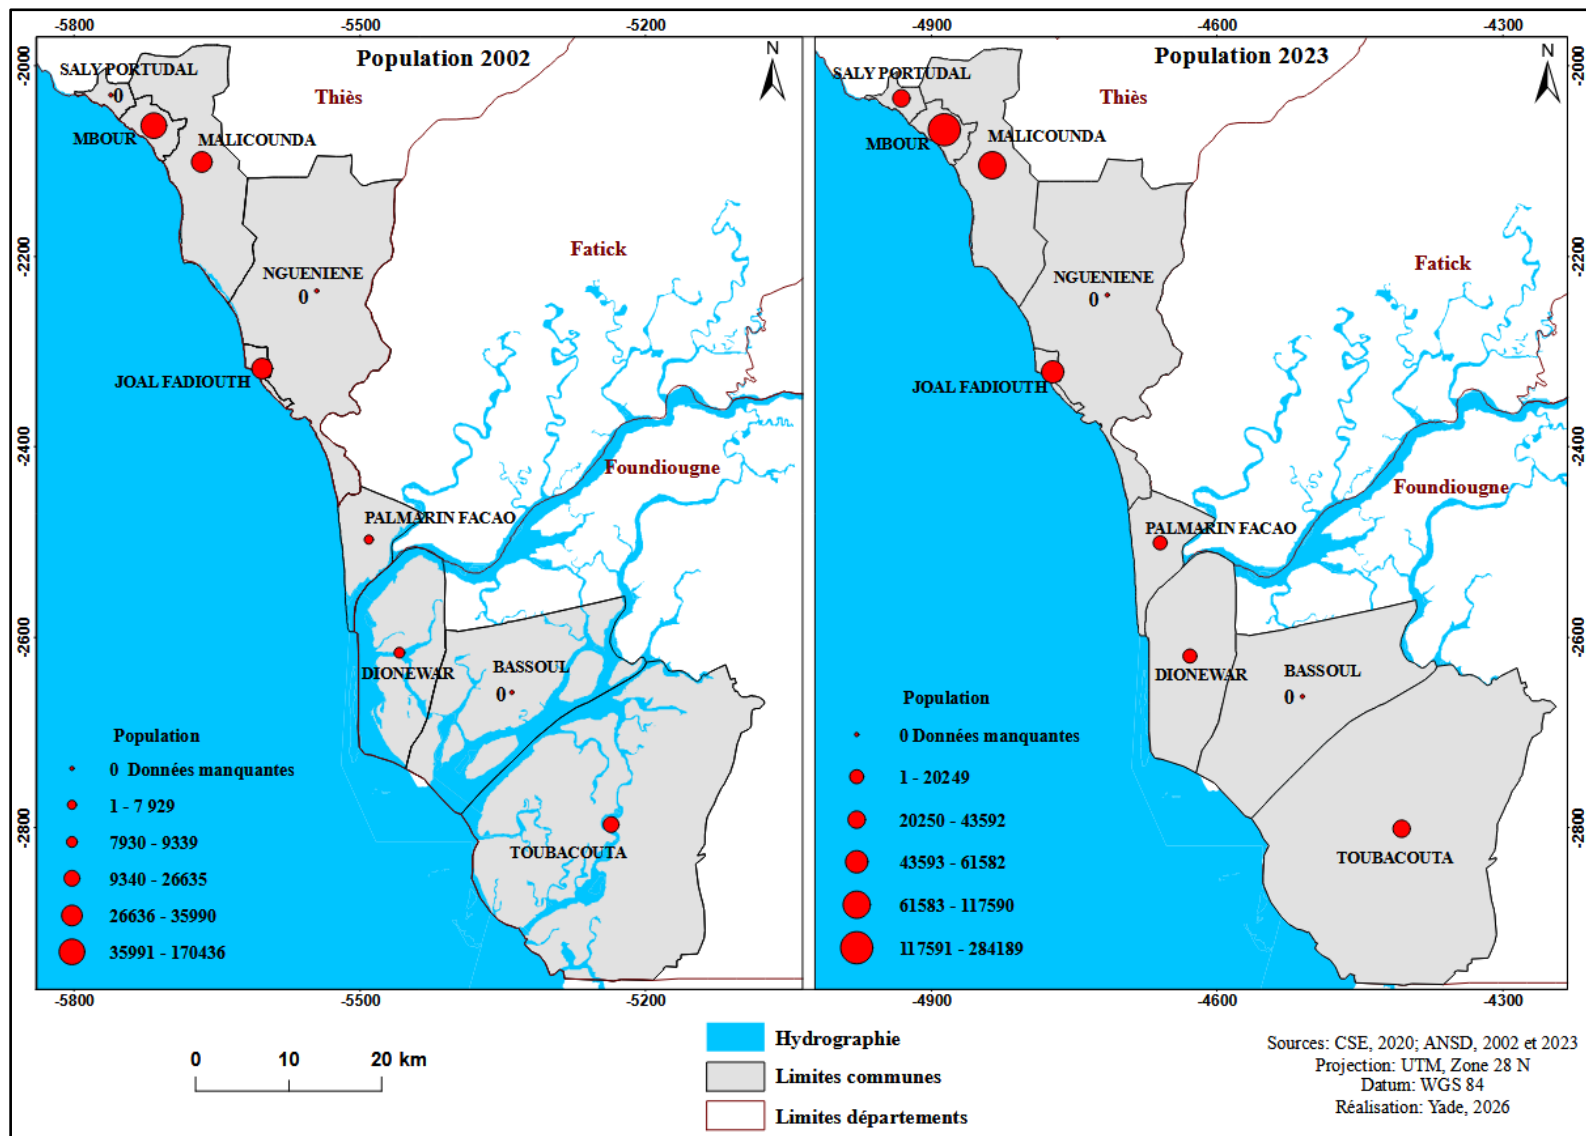 -5800
-5500
-5200
-4900
-4600
-4300
Population 2002
N
SALY PORTUDAL
0
Thiès
MBOUR
MALICOUNDA
NGUENIENE
0
Fatick
JOAL FADIOUTH
Foundiougne
PALMARIN FACAO
DIONEWAR
BASSOUL
0
TOUBACOUTA
Population
0 Données manquantes
1 - 7 929
7930 - 9339
9340 - 26635
26636 - 35990
35991 - 170436
-2000
-2200
-2400
-2600
-2800
Population 2023
N
SALY PORTUDAL
Thiès
MBOUR
MALICOUNDA
NGUENIENE
0
Fatick
JOAL FADIOUTH
Foundiougne
PALMARIN FACAO
DIONEWAR
BASSOUL
0
TOUBACOUTA
Population
0 Données manquantes
1 - 20249
20250 - 43592
43593 - 61582
61583 - 117590
117591 - 284189
-2000
-2200
-2400
-2600
-2800
-5800
-5500
-5200
-4900
-4600
-4300
0 10 20 km
Hydrographie
Limites communes
Limites départements
Sources: CSE, 2020; ANSD, 2002 et 2023
Projection: UTM, Zone 28 N
Datum: WGS 84
Réalisation: Yade, 2026